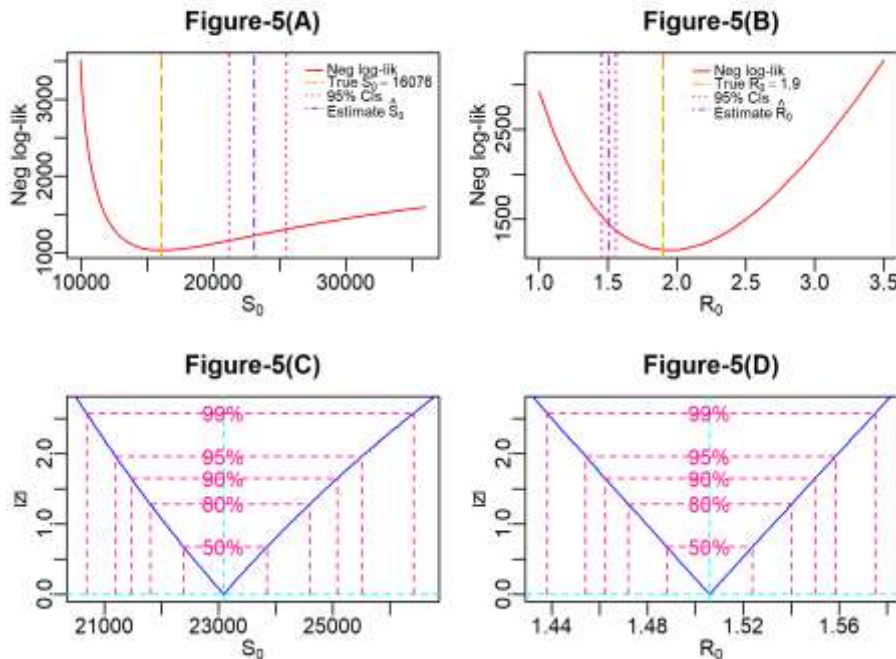 Figure-5(A)
Neg log-lik
3000
2000
1000
10000 20000 30000
S0
Neg log-lik
True S0 = 16076
95% CIs
Estimate Ŝ0
Figure-5(B)
Neg log-lik
2500
1500
1.0 1.5 2.0 2.5 3.0 3.5
R0
Neg log-lik
True R0 = 1.9
95% CIs
Estimate R̂0
Figure-5(C)
|z|
2.0
1.0
0.0
99%
95%
90%
80%
50%
21000 23000 25000
S0
Figure-5(D)
|z|
2.0
1.0
0.0
99%
95%
90%
80%
50%
1.44 1.48 1.52 1.56
R0